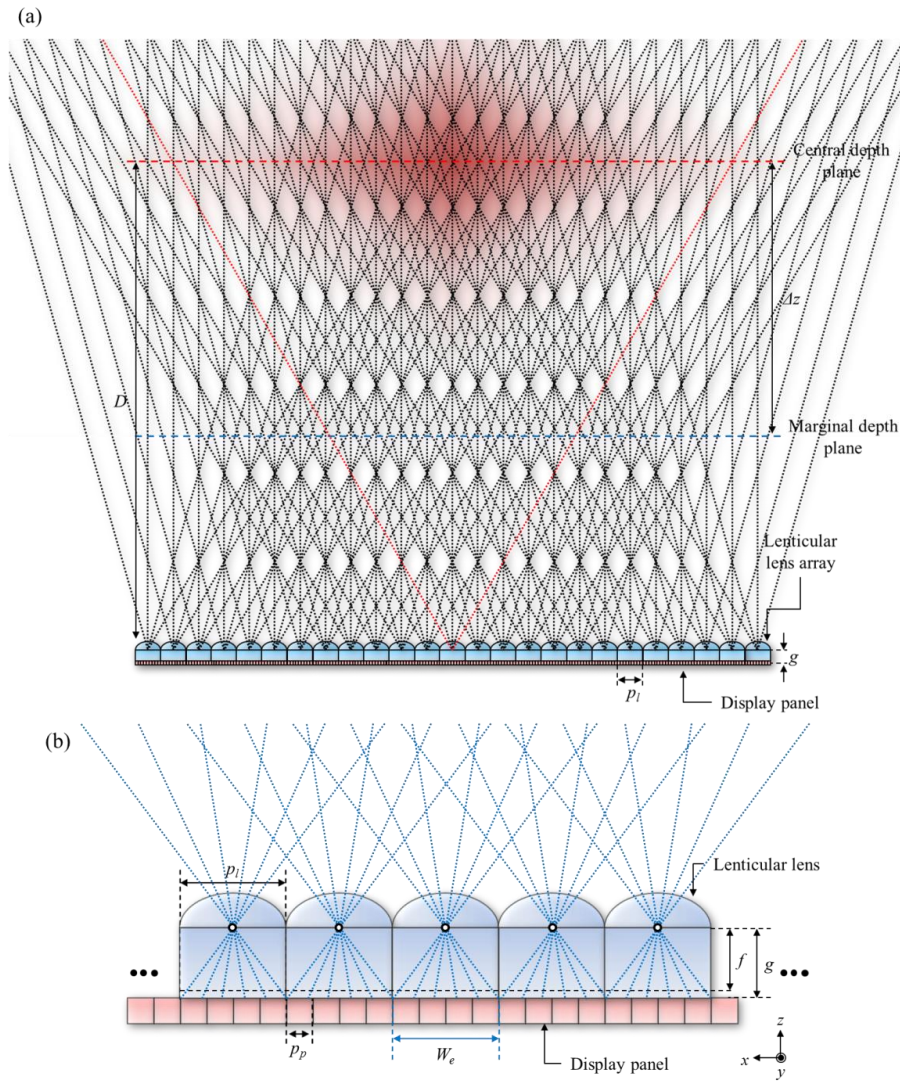 (a)
Central depth
plane
Δz
D
Marginal depth
plane
Lenticular
lens array
g
p_l
Display panel
(b)
p_l
Lenticular lens
f
g
p_p
W_e
Display panel
z
x
y